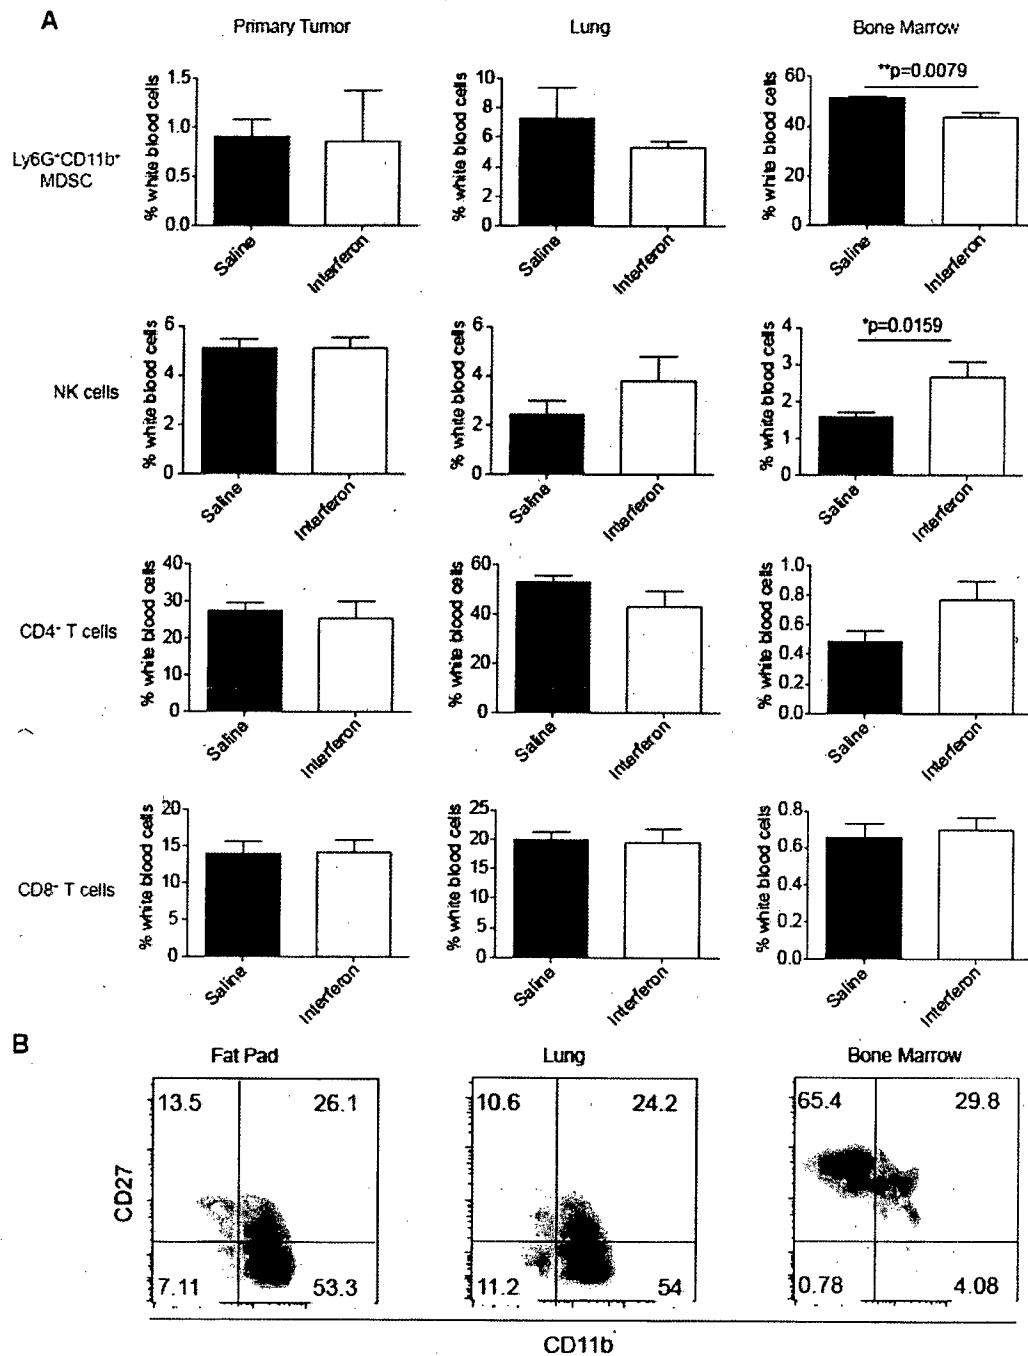 A
Primary Tumor Lung Bone Marrow
Ly6G+CD11b+
MDSC
% white blood cells
1.5
1.0
0.5
0.0
Saline Interferon
% white blood cells
10
8
6
4
2
0
Saline Interferon
**p=0.0079
% white blood cells
60
40
20
0
Saline Interferon
NK cells
% white blood cells
6
4
2
0
Saline Interferon
% white blood cells
6
4
2
0
Saline Interferon
*p=0.0159
% white blood cells
4
3
2
1
0
Saline Interferon
CD4+ T cells
% white blood cells
40
30
20
10
0
Saline Interferon
% white blood cells
60
40
20
0
Saline Interferon
% white blood cells
1.0
0.8
0.6
0.4
0.2
0.0
Saline Interferon
CD8+ T cells
% white blood cells
20
15
10
5
0
Saline Interferon
% white blood cells
25
20
15
10
5
0
Saline Interferon
% white blood cells
0.8
0.6
0.4
0.2
0.0
Saline Interferon
B
Fat Pad Lung Bone Marrow
CD27
13.5 26.1
7.11 53.3
10.6 24.2
11.2 54
65.4 29.8
0.78 4.08
CD11b